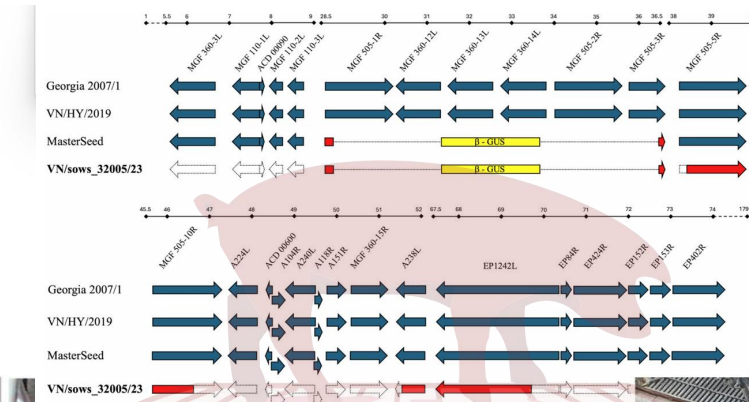 1 5.5 6 7 8 28.5 30 31 32 33 34 35 36 36.5 38 39
MGF 360-3L MGF 110-1L ACD 00090 MGF 110-2L MGF 110-3L MGF 505-1R MGF 360-12L MGF 360-13L MGF 360-14L MGF 505-2R MGF 505-3R MGF 505-5R
Georgia 2007/1
VN/HY/2019
MasterSeed β - GUS
VN/sows_32005/23 β - GUS
45.5 46 47 48 49 50 51 52 67.5 68 69 70 71 72 73 74 179
MGF 505-10R A224L ACD 00600 A104R A240L A118R A151R MGF 360-15R A238L EP1242L EP84R EP424R EP152R EP153R EP402R
Georgia 2007/1
VN/HY/2019
MasterSeed
VN/sows_32005/23